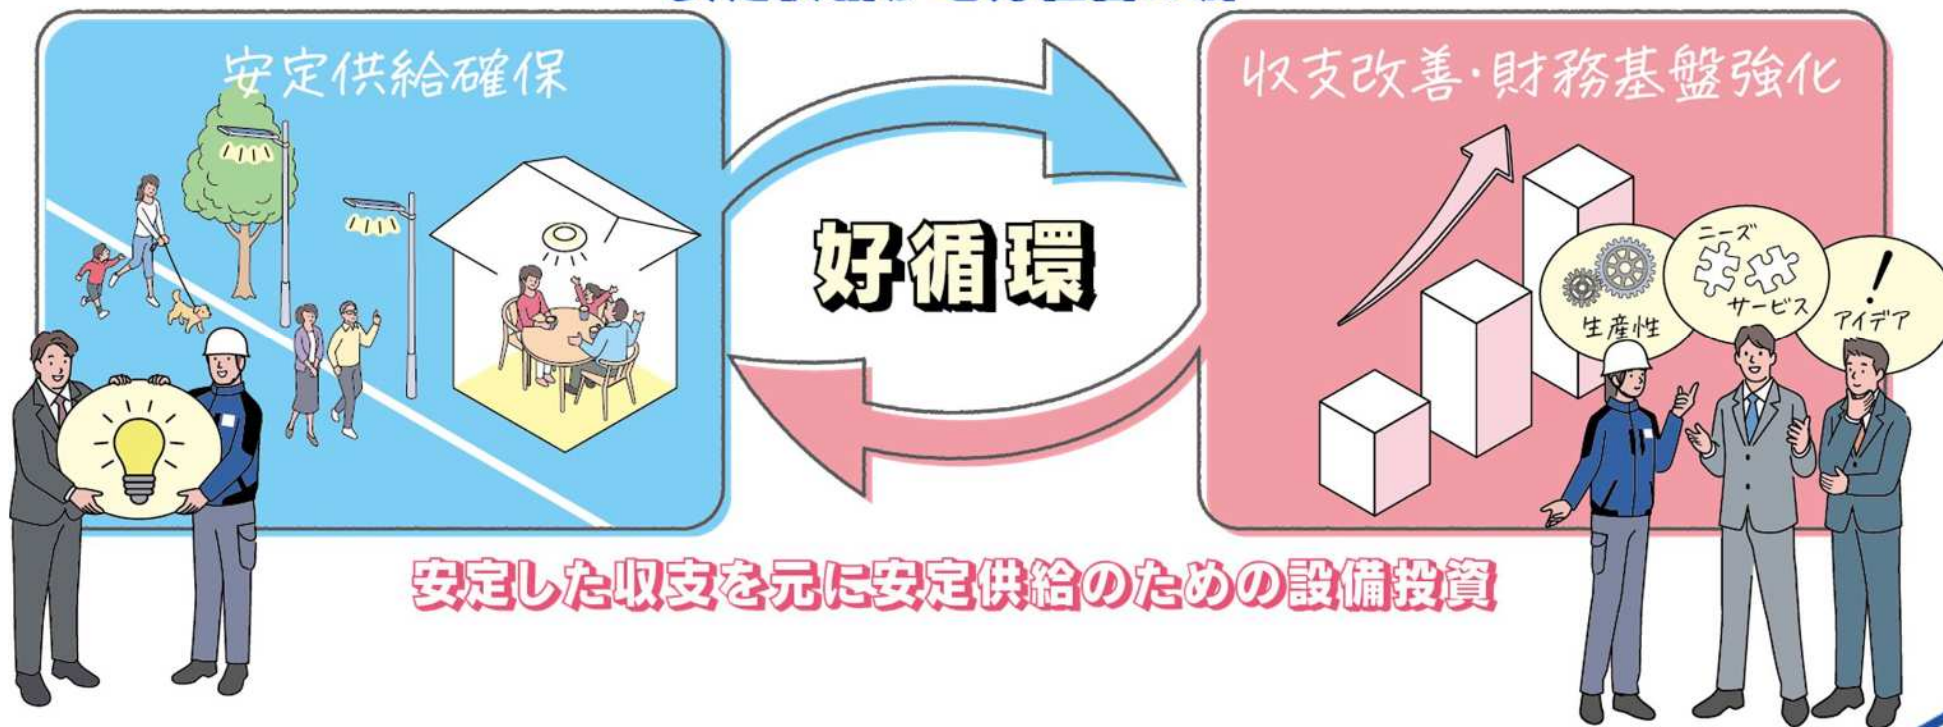 安定供給確保
収支改善・財務基盤強化
好循環
ニーズ
サービス
生産性
アイデア
!
安定した収支を元に安定供給のための設備投資